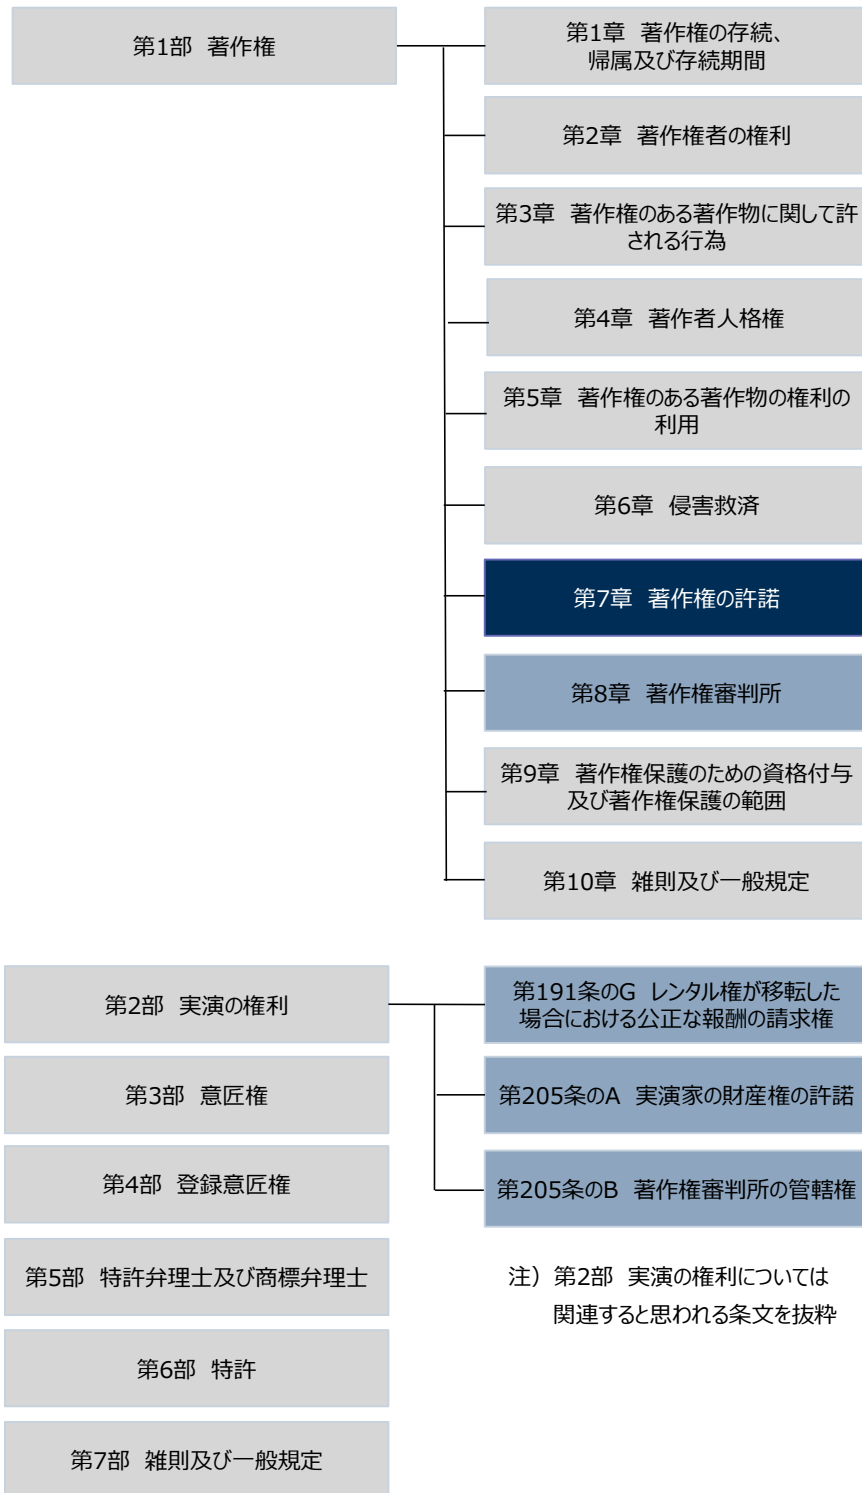 第1部 著作権
第1章 著作権の存続、
帰属及び存続期間
第2章 著作権者の権利
第3章 著作権のある著作物に関して許
される行為
第4章 著作者人格権
第5章 著作権のある著作物の権利の
利用
第6章 侵害救済
第7章 著作権の許諾
第8章 著作権審判所
第9章 著作権保護のための資格付与
及び著作権保護の範囲
第10章 雑則及び一般規定
第2部 実演の権利
第191条のG レンタル権が移転した
場合における公正な報酬の請求権
第205条のA 実演家の財産権の許諾
第205条のB 著作権審判所の管轄権
第3部 意匠権
第4部 登録意匠権
第5部 特許弁理士及び商標弁理士
第6部 特許
第7部 雑則及び一般規定
注）第2部 実演の権利については
関連すると思われる条文を抜粋